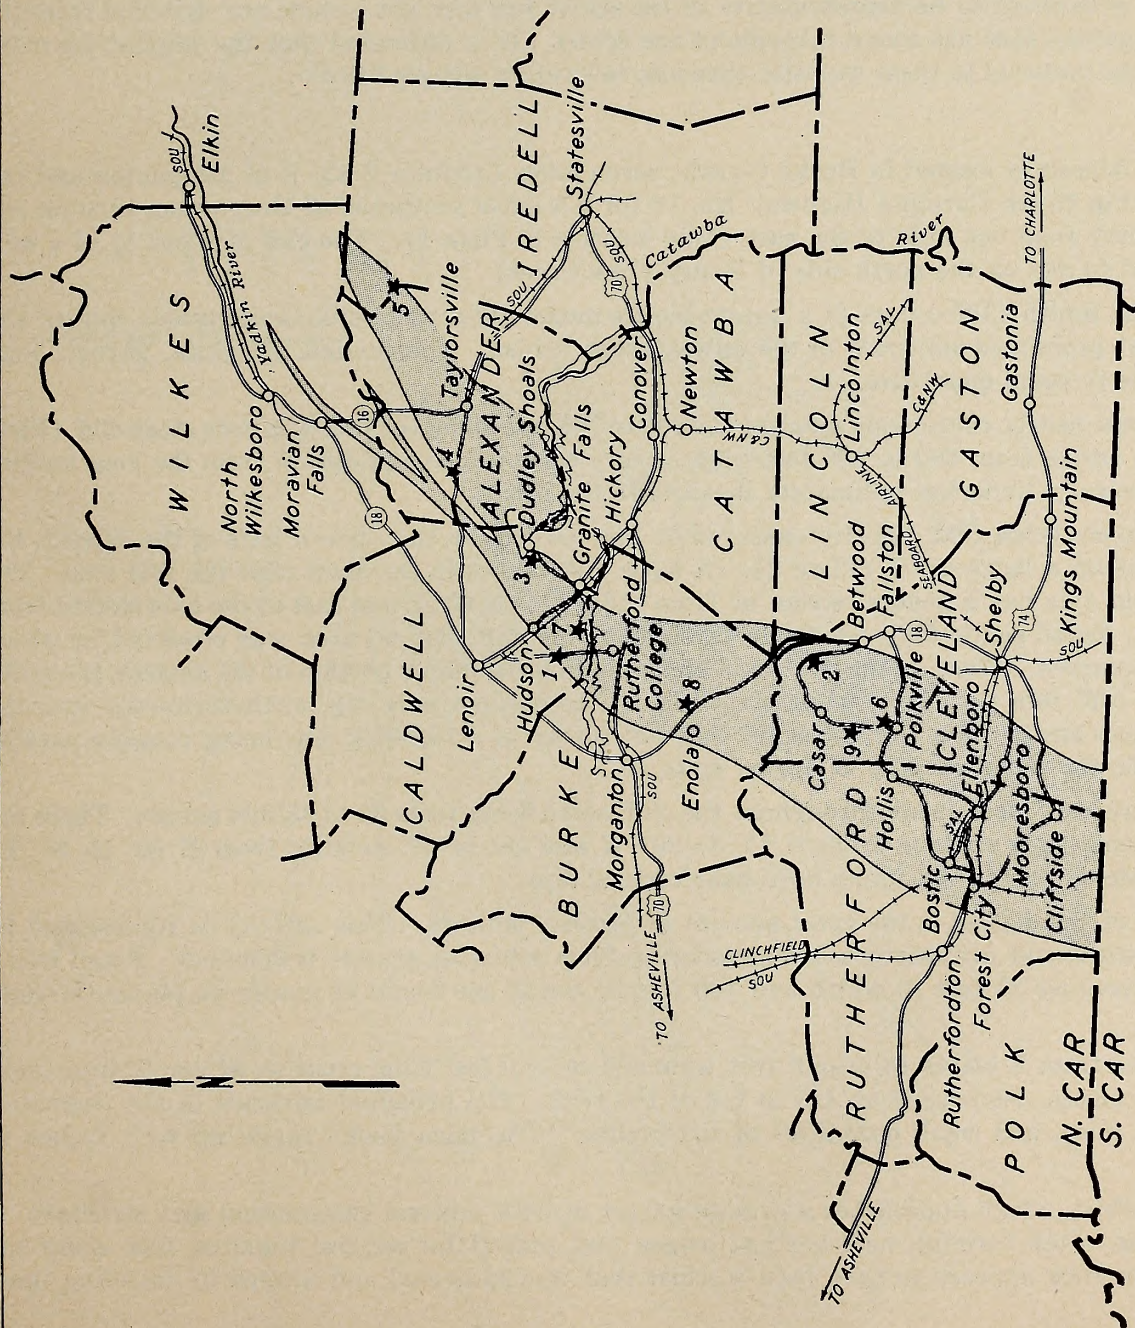 WILKES
SOU
Elkin
Yadkin River
North
Wilkesboro
Moravian
Falls
16
18
5
Taylorsville
IREDELL
Statesville
SOU
SOU
70
Catawba
River
4
ALEXANDER
Dudley Shoals
3
Granite Falls
Hickory
Conover
Newton
CATAWBA
C&NW
CALDWELL
Lenoir
Hudson
7
1
Rutherford
College
8
BURKE
Morganton
SOU
Enola
70
TO ASHEVILLE
LINCOLN
Lincolnton
SAL
C&NW
SEABOARD AIRLINE
Betwood
Fallston
18
2
Casar
9
6
Polkville
CLEVELAND
Shelby
GASTON
Gastonia
TO CHARLOTTE
74
Kings Mountain
SOU
Hollis
Ellenboro
SAL
Mooresboro
Cliffside
Bostic
Forest City
Rutherfordton
RUTHERFORD
CLINCHFIELD
SOU
TO ASHEVILLE
POLK
N. CAR
S. CAR
N